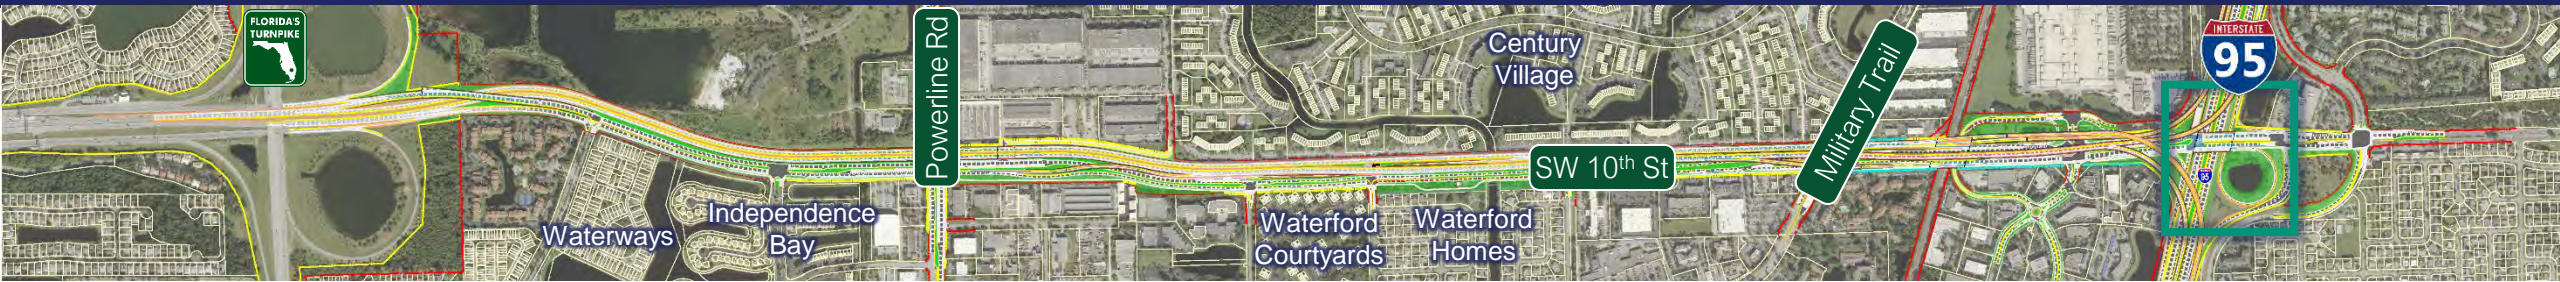 FLORIDA'S
TURNPIKE
Powerline Rd
Century
Village
Military Trail
INTERSTATE
95
SW 10th St
Waterways
Independence
Bay
Waterford
Courtyards
Waterford
Homes
95